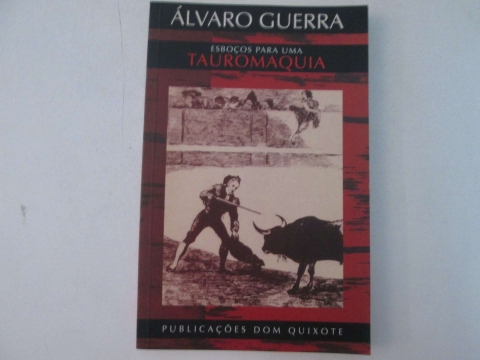 ÁLVARO GUERRA
ESBOÇOS PARA UMA
TAUROMAQUIA
PUBLICAÇÕES DOM QUIXOTE